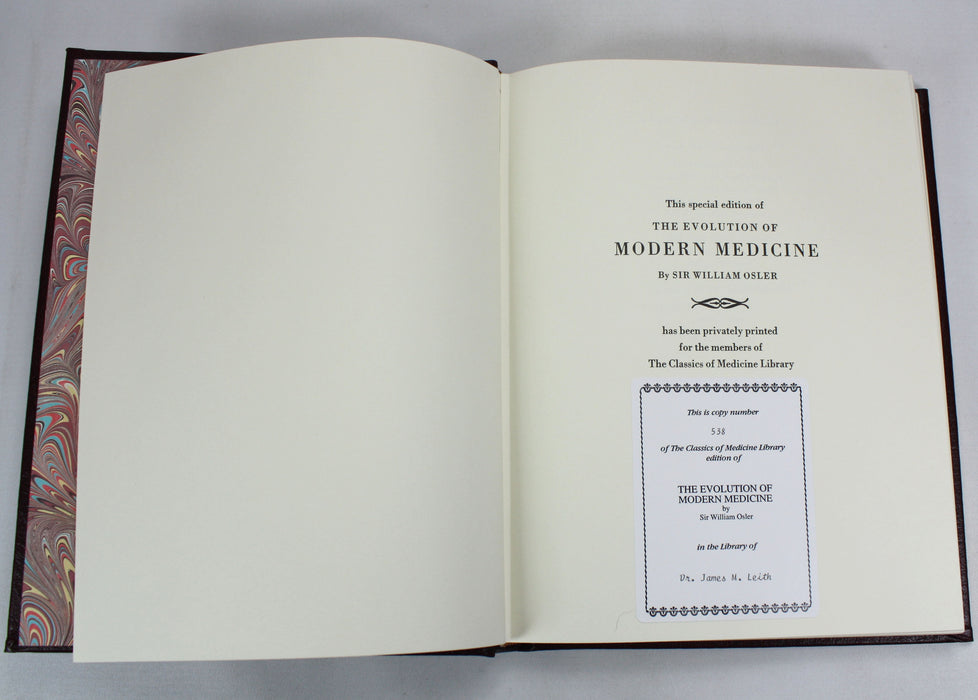 This special edition of
THE EVOLUTION OF
MODERN MEDICINE
By SIR WILLIAM OSLER
has been privately printed
for the members of
The Classics of Medicine Library
This is copy number
538
of The Classics of Medicine Library
edition of
THE EVOLUTION OF
MODERN MEDICINE
by
Sir William Osler
in the Library of
Dr. James M. Leith